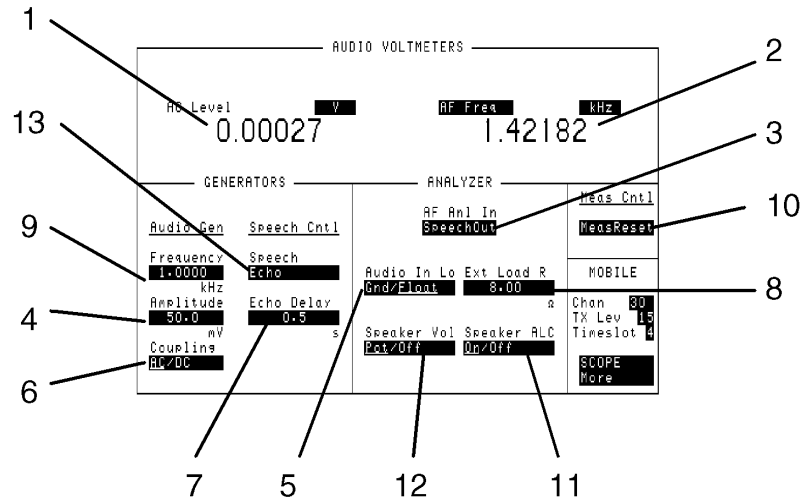 1
2
13
3
9
10
4
8
6
7
5
12
11
AUDIO VOLTMETERS
AC Level V AF Freq kHz
0.00027 1.42182
GENERATORS ANALYZER
Meas Cntl
AF Anl In
Audio Gen Speech Cntl SpeechOut MeasReset
Frequency Speech
1.0000 Echo
kHz
Audio In Lo Ext Load R MOBILE
Gnd/Float 8.00
Ω
Amplitude Echo Delay
50.0 0.5
mV s
Chan 30
TX Lev 15
Timeslot 4
Speaker Vol Speaker ALC
Pot/Off On/Off
Coupling
AC/DC
SCOPE
More